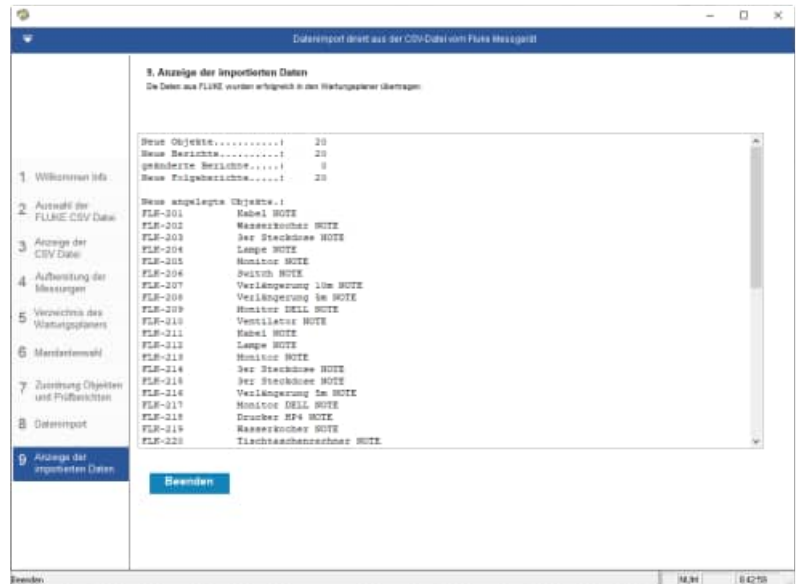 Datenimport direkt aus der CSV-Datei vom Fluke Messgerät
9. Anzeige der importierten Daten
Die Daten aus FLUKE wurden erfolgreich in den Wartungsplaner übertragen
1 Willkommen Info
2 Auswahl der
FLUKE CSV Datei
3 Anzeige der
CSV Datei
4 Aufbereitung der
Messungen
5 Verzeichnis des
Wartungsplaners
6 Mandantenwahl
7 Zuordnung Objekten
und Prüfberichten
8 Datenimport
9 Anzeige der
importierten Daten
Neue Objekte...........: 20
Neue Berichte..........: 20
geänderte Berichte.....: 0
Neue Folgeberichte.....: 20
Neue angelegte Objekte.:
FLK-201 Kabel NOTE
FLK-202 Wasserkocher NOTE
FLK-203 3er Steckdose NOTE
FLK-204 Lampe NOTE
FLK-205 Monitor NOTE
FLK-206 Switch NOTE
FLK-207 Verlängerung 10m NOTE
FLK-208 Verlängerung 5m NOTE
FLK-209 Monitor DELL NOTE
FLK-210 Ventilator NOTE
FLK-211 Kabel NOTE
FLK-212 Lampe NOTE
FLK-213 Monitor NOTE
FLK-214 3er Steckdose NOTE
FLK-215 3er Steckdose NOTE
FLK-216 Verlängerung 5m NOTE
FLK-217 Monitor DELL NOTE
FLK-218 Drucker HP4 NOTE
FLK-219 Wasserkocher NOTE
FLK-220 Tischtaschenrechner NOTE
Beenden
Beenden NUM 8:42:59